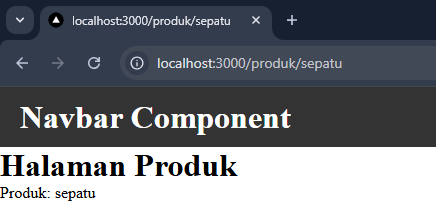 localhost:3000/produk/sepatu
localhost:3000/produk/sepatu
Navbar Component
Halaman Produk
Produk: sepatu